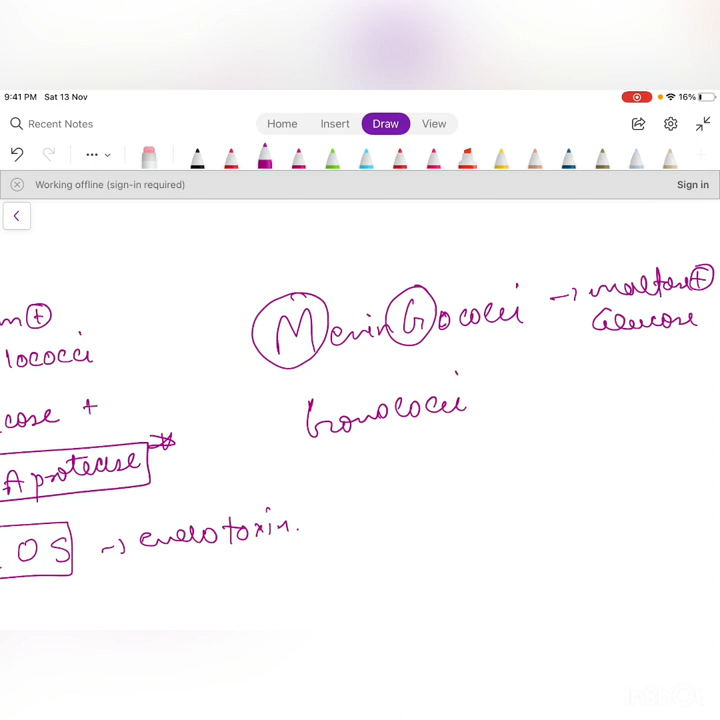 9:41 PM Sat 13 Nov 16%
Recent Notes Home Insert Draw View
Working offline (sign-in required) Sign in
MeninGococci → maltose +
Glucose
m +
lococci
Gonococci
cose +
A protease *
OS → endotoxin.